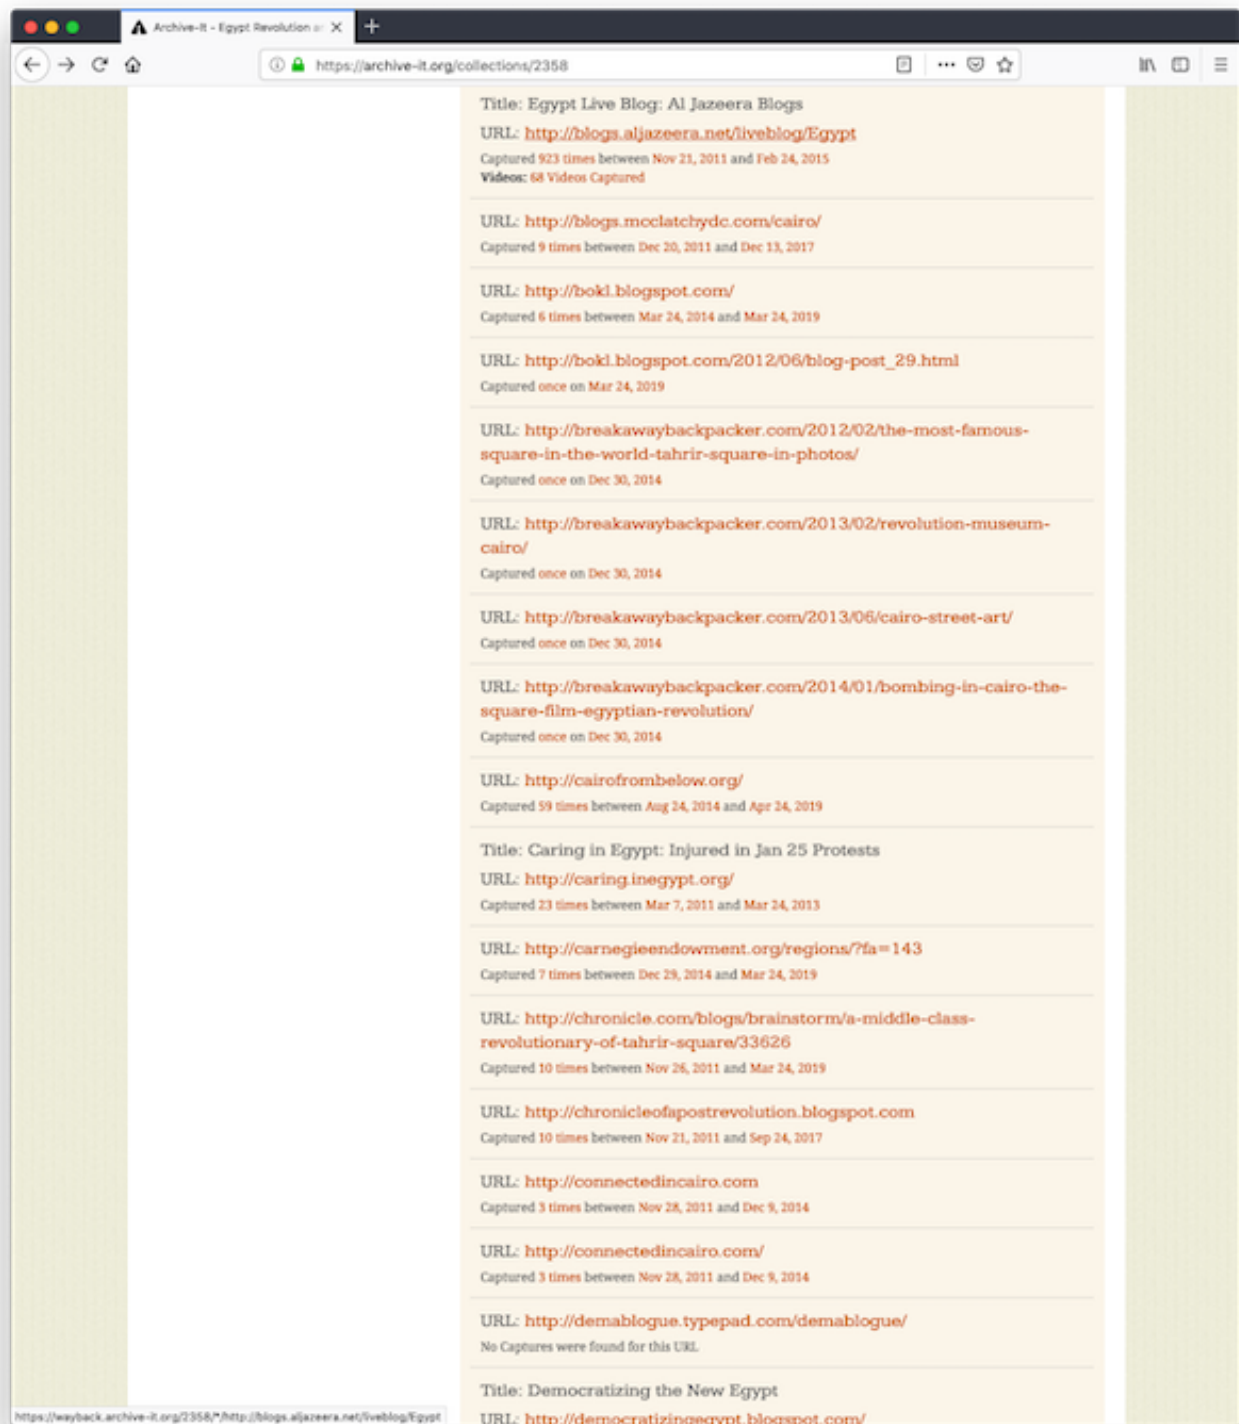 Archive-It - Egypt Revolution a
https://archive-it.org/collections/2358
Title: Egypt Live Blog: Al Jazeera Blogs
URL: http://blogs.aljazeera.net/liveblog/Egypt
Captured 923 times between Nov 21, 2011 and Feb 24, 2015
Videos: 68 Videos Captured
URL: http://blogs.mcclatchydc.com/cairo/
Captured 9 times between Dec 20, 2011 and Dec 13, 2017
URL: http://bokl.blogspot.com/
Captured 6 times between Mar 24, 2014 and Mar 24, 2019
URL: http://bokl.blogspot.com/2012/06/blog-post_29.html
Captured once on Mar 24, 2019
URL: http://breakawaybackpacker.com/2012/02/the-most-famous-
square-in-the-world-tahrir-square-in-photos/
Captured once on Dec 30, 2014
URL: http://breakawaybackpacker.com/2013/02/revolution-museum-
cairo/
Captured once on Dec 30, 2014
URL: http://breakawaybackpacker.com/2013/06/cairo-street-art/
Captured once on Dec 30, 2014
URL: http://breakawaybackpacker.com/2014/01/bombing-in-cairo-the-
square-film-egyptian-revolution/
Captured once on Dec 30, 2014
URL: http://cairofrombelow.org/
Captured 59 times between Aug 24, 2014 and Apr 24, 2019
Title: Caring in Egypt: Injured in Jan 25 Protests
URL: http://caring.inegypt.org/
Captured 23 times between Mar 7, 2011 and Mar 24, 2013
URL: http://carnegieendowment.org/regions/?fa=143
Captured 7 times between Dec 29, 2014 and Mar 24, 2019
URL: http://chronicle.com/blogs/brainstorm/a-middle-class-
revolutionary-of-tahrir-square/33626
Captured 10 times between Nov 26, 2011 and Mar 24, 2019
URL: http://chronicleofapostrevolution.blogspot.com
Captured 10 times between Nov 21, 2011 and Sep 24, 2017
URL: http://connectedincairo.com
Captured 3 times between Nov 28, 2011 and Dec 9, 2014
URL: http://connectedincairo.com/
Captured 3 times between Nov 28, 2011 and Dec 9, 2014
URL: http://demablogue.typepad.com/demablogue/
No Captures were found for this URL
Title: Democratizing the New Egypt
URL: http://democratizingegypt.blogspot.com/
https://wayback.archive-it.org/2358/*/http://blogs.aljazeera.net/liveblog/Egypt